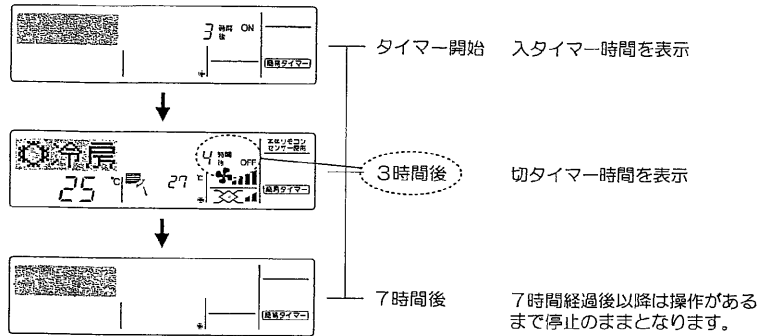 3 時間後 ON
簡易タイマー
タイマー開始 入タイマー時間を表示
冷房
4 時間後 OFF
本体リモコン
センサー使用
25 ℃ 27 ℃
簡易タイマー
3時間後 切タイマー時間を表示
簡易タイマー
7時間後 7時間経過後以降は操作がある
まで停止のままとなります。